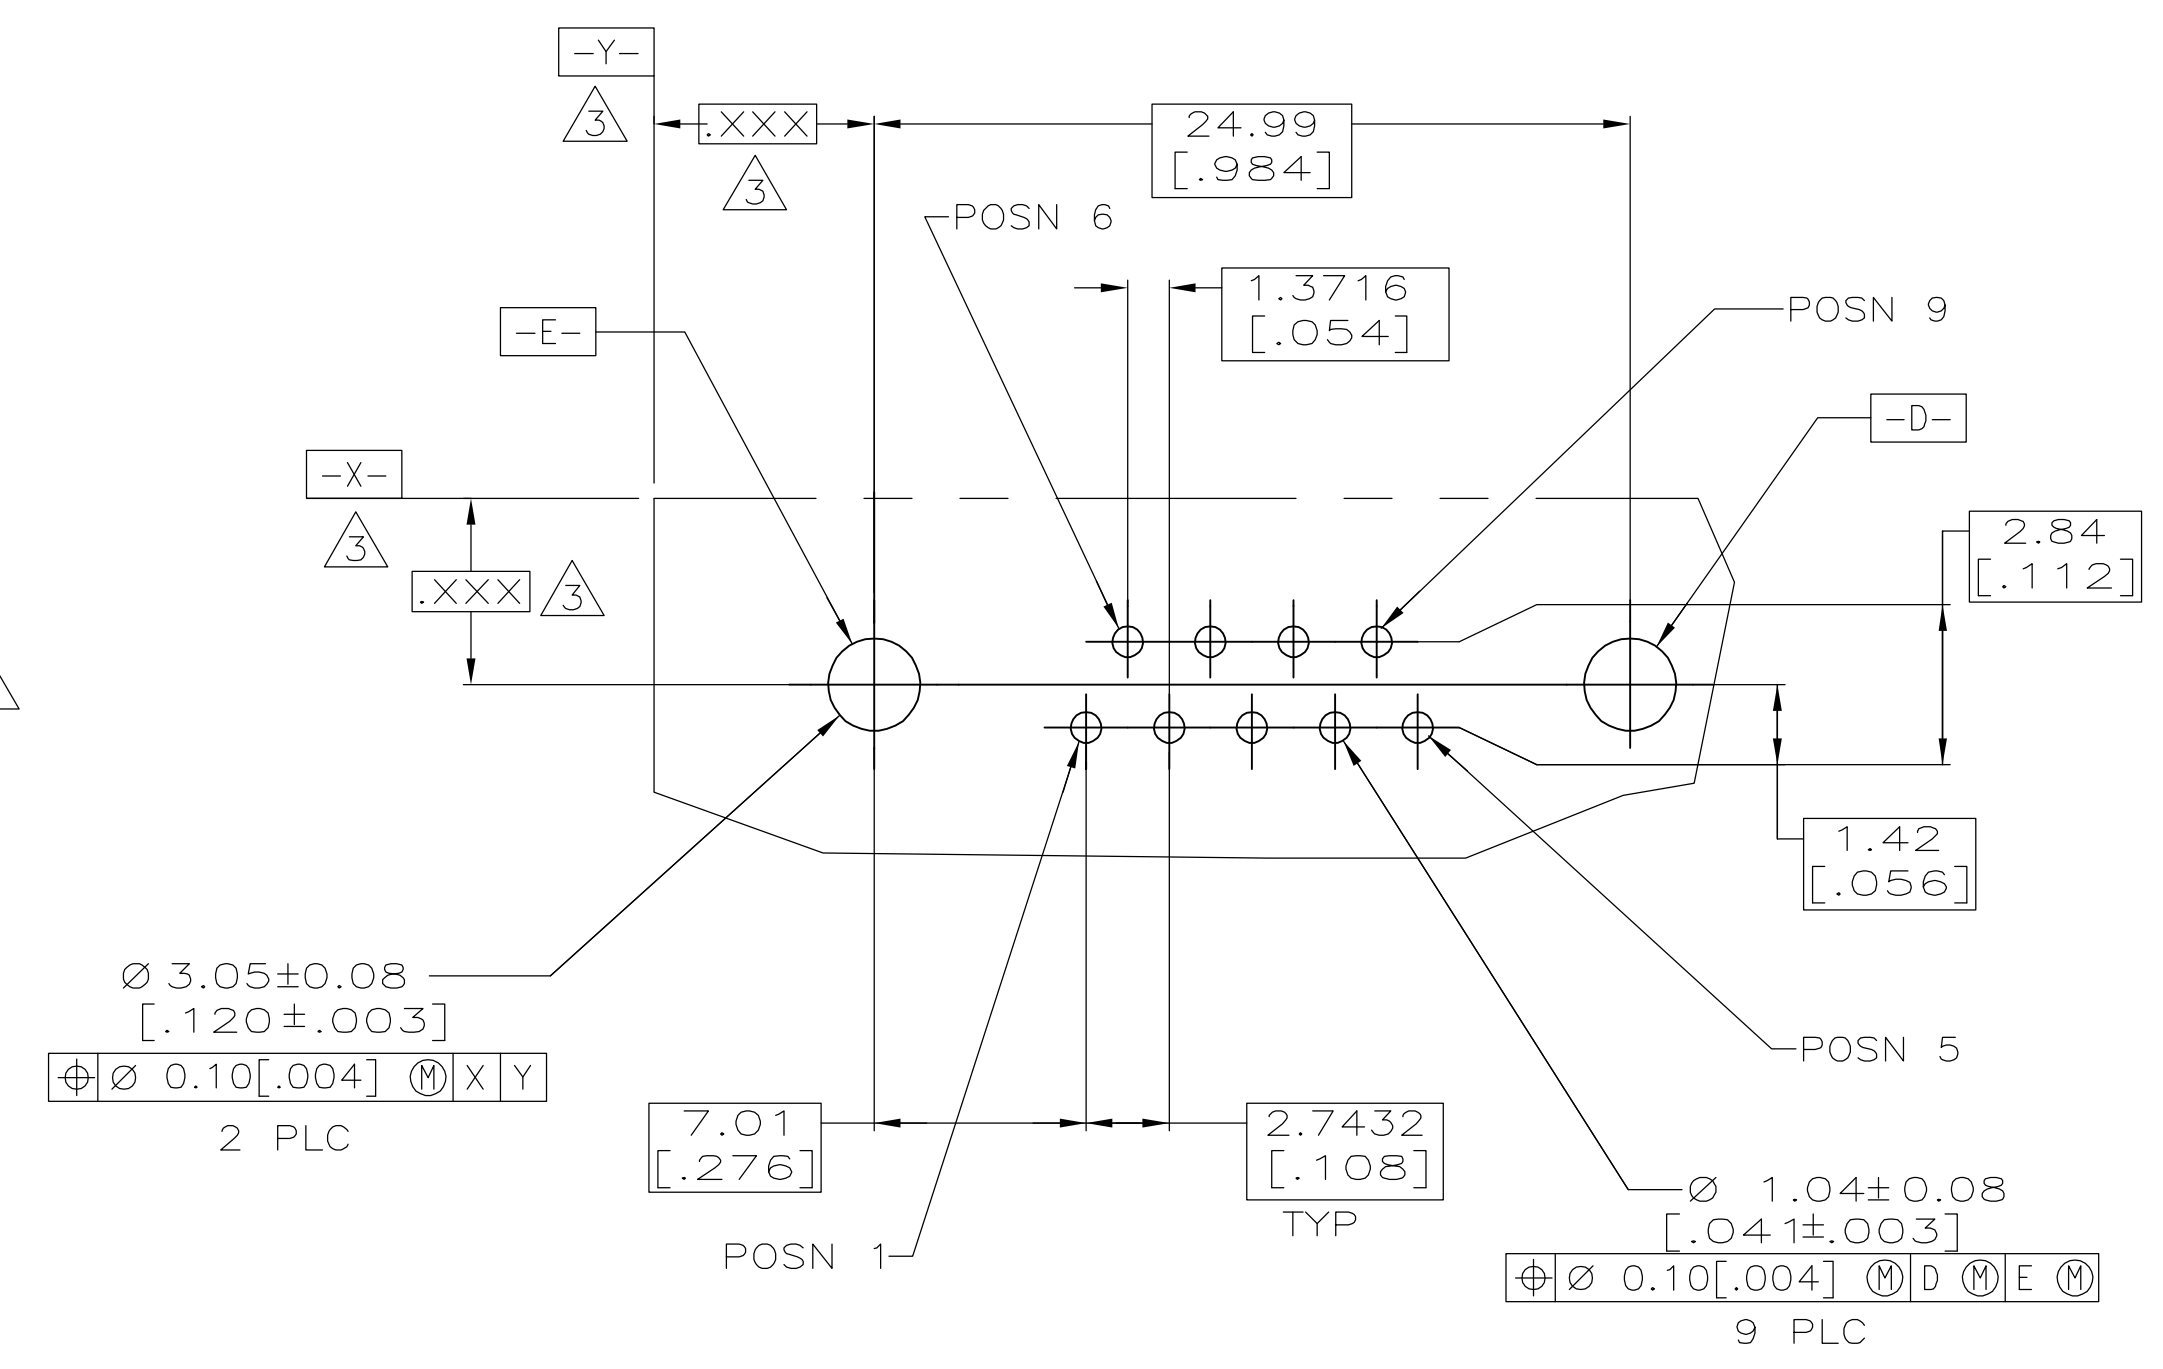 -Y-
3
.XXX
3
24.99
[.984]
POSN 6
1.3716
[.054]
POSN 9
-E-
-D-
-X-
3
.XXX
3
2.84
[.112]
1.42
[.056]
Ø 3.05±0.08
[.120±.003]
⌖ Ø 0.10[.004] Ⓜ X Y
2 PLC
POSN 5
7.01
[.276]
2.7432
[.108]
TYP
POSN 1
Ø 1.04±0.08
[.041±.003]
⌖ Ø 0.10[.004] Ⓜ D Ⓜ E Ⓜ
9 PLC